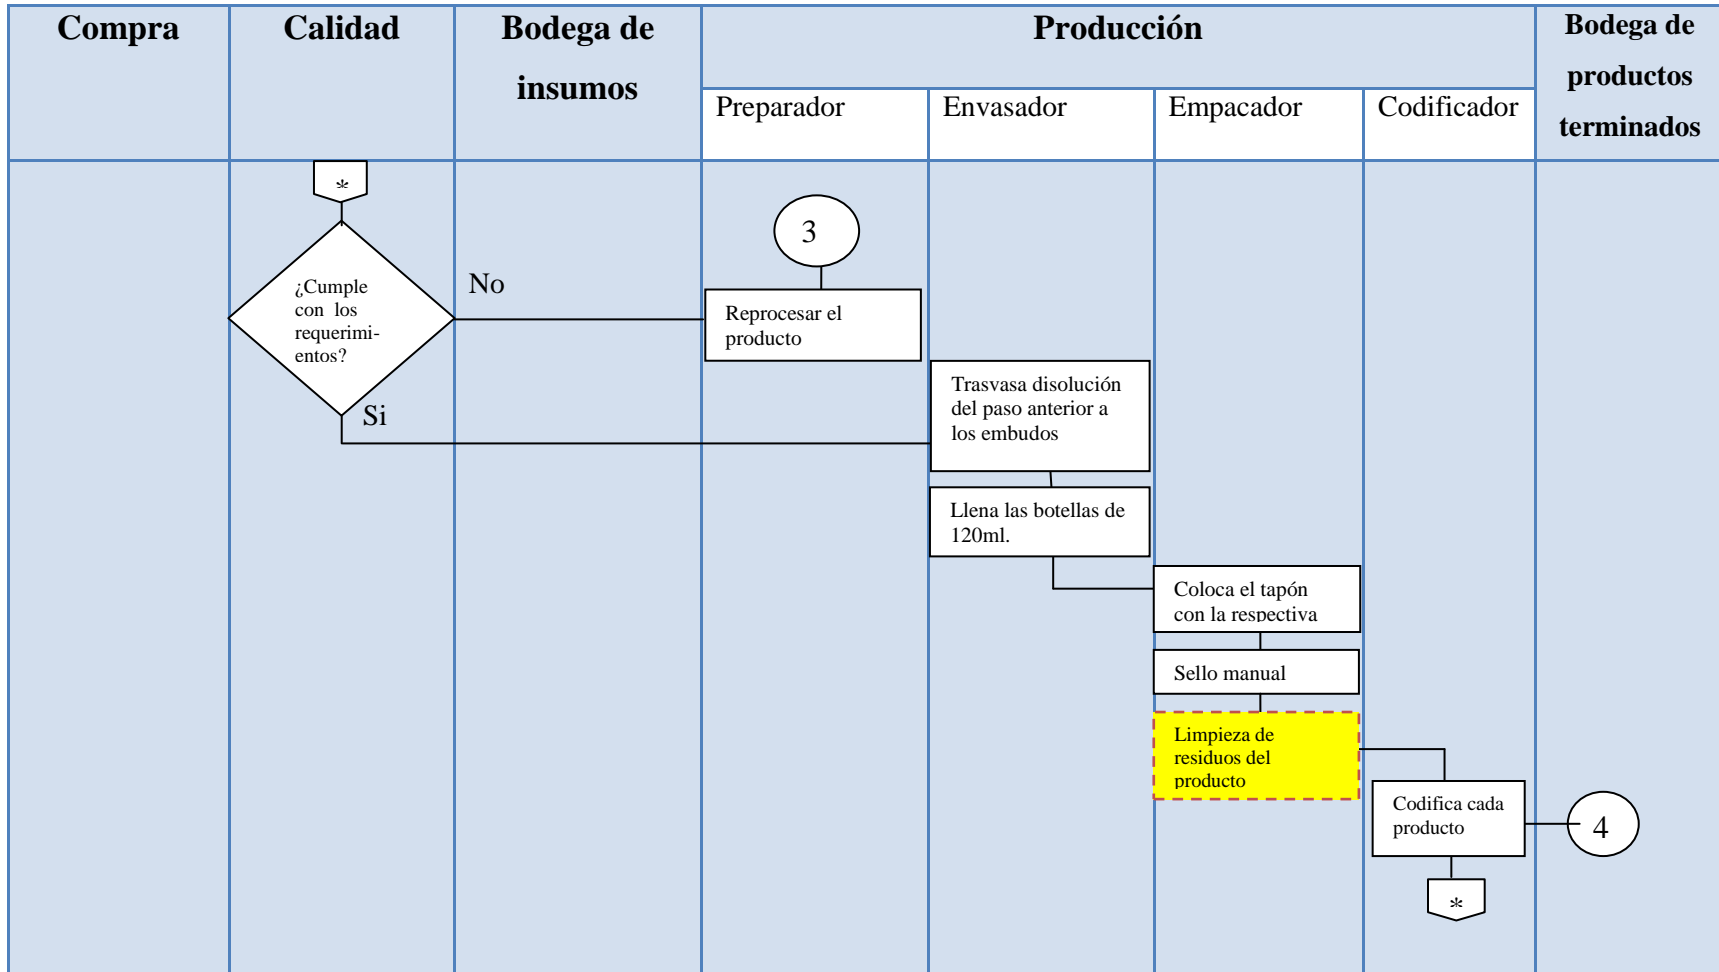 Compra
Calidad
Bodega de
insumos
Producción
Bodega de
productos
terminados
Preparador
Envasador
Empacador
Codificador
*
3
¿Cumple
con los
requerimi-
entos?
No
Reprocesar el
producto
Si
Trasvasa disolución
del paso anterior a
los embudos
Llena las botellas de
120ml.
Coloca el tapón
con la respectiva
Sello manual
Limpieza de
residuos del
producto
Codifica cada
producto
4
*